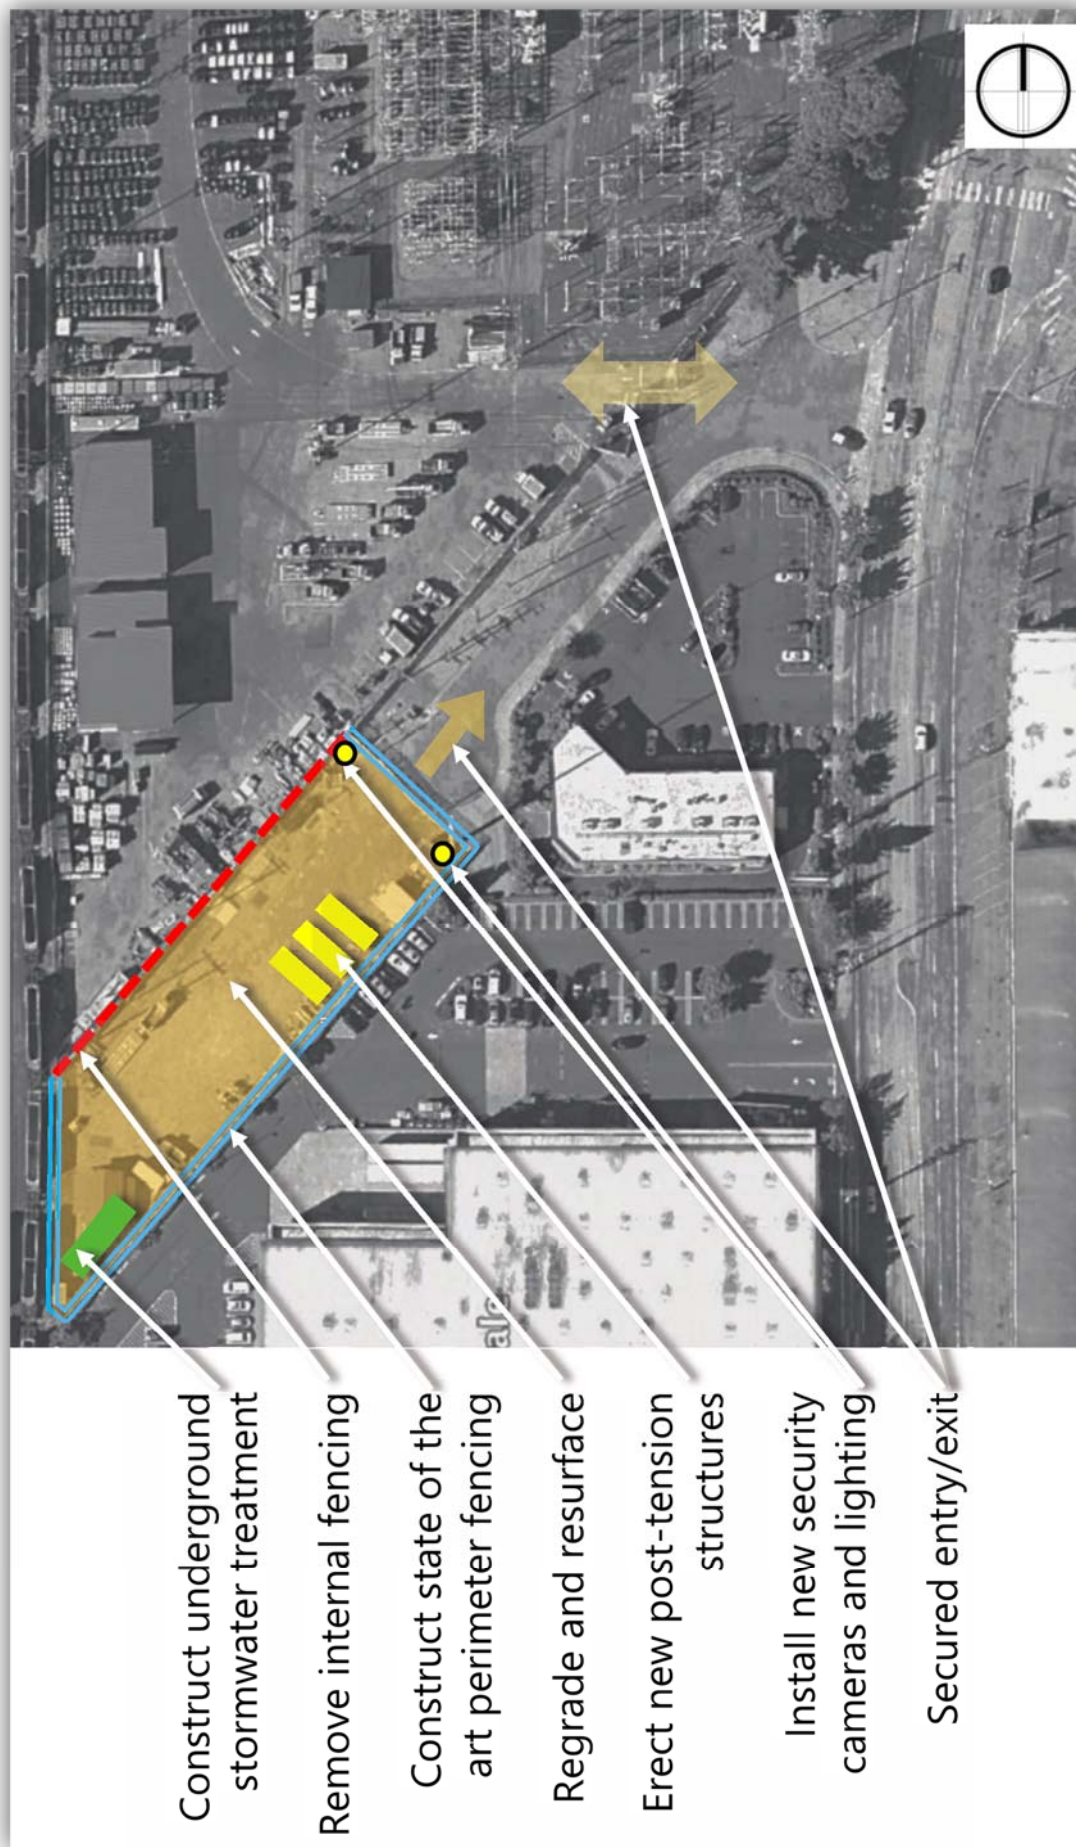 Construct underground
stormwater treatment
Remove internal fencing
Construct state of the
art perimeter fencing
Regrade and resurface
Erect new post-tension
structures
Install new security
cameras and lighting
Secured entry/exit
ale